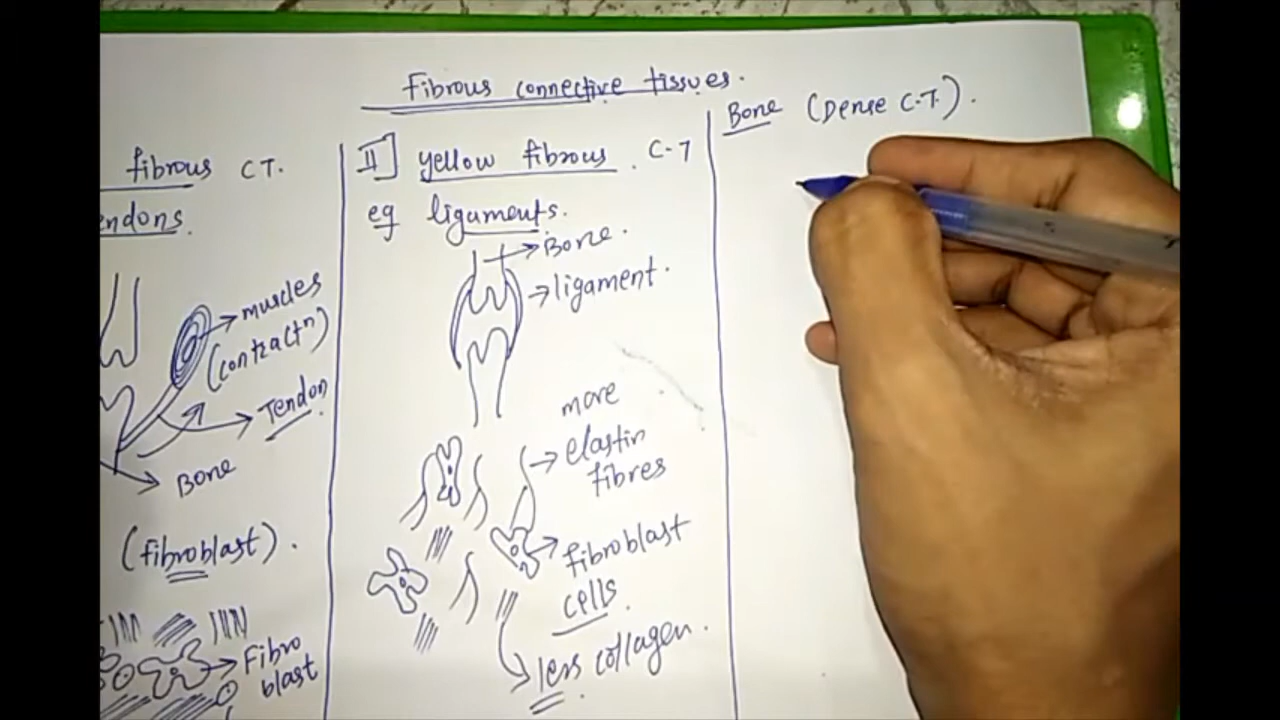 Fibrous connective tissues.
fibrous CT.
endons.
muscles
(contractn)
Tendon
Bone
(fibroblast).
Fibro
blast
II] yellow fibrous C-T
eg ligaments.
Bone.
ligament.
more
elastin
fibres
fibroblast
cells.
less collagen.
Bone (Dense C.T.).